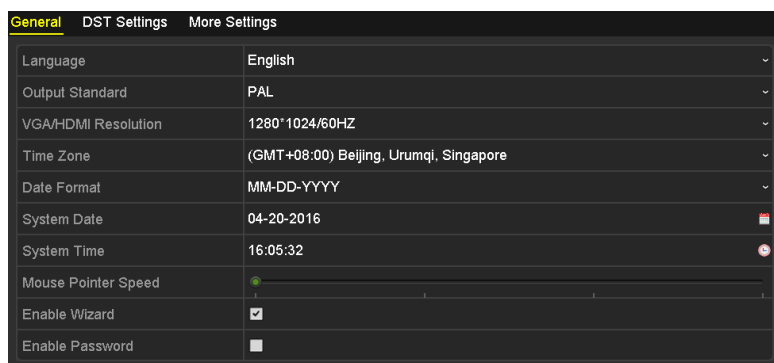 General DST Settings More Settings
Language English
Output Standard PAL
VGA/HDMI Resolution 1280*1024/60HZ
Time Zone (GMT+08:00) Beijing, Urumqi, Singapore
Date Format MM-DD-YYYY
System Date 04-20-2016
System Time 16:05:32
Mouse Pointer Speed
Enable Wizard
Enable Password